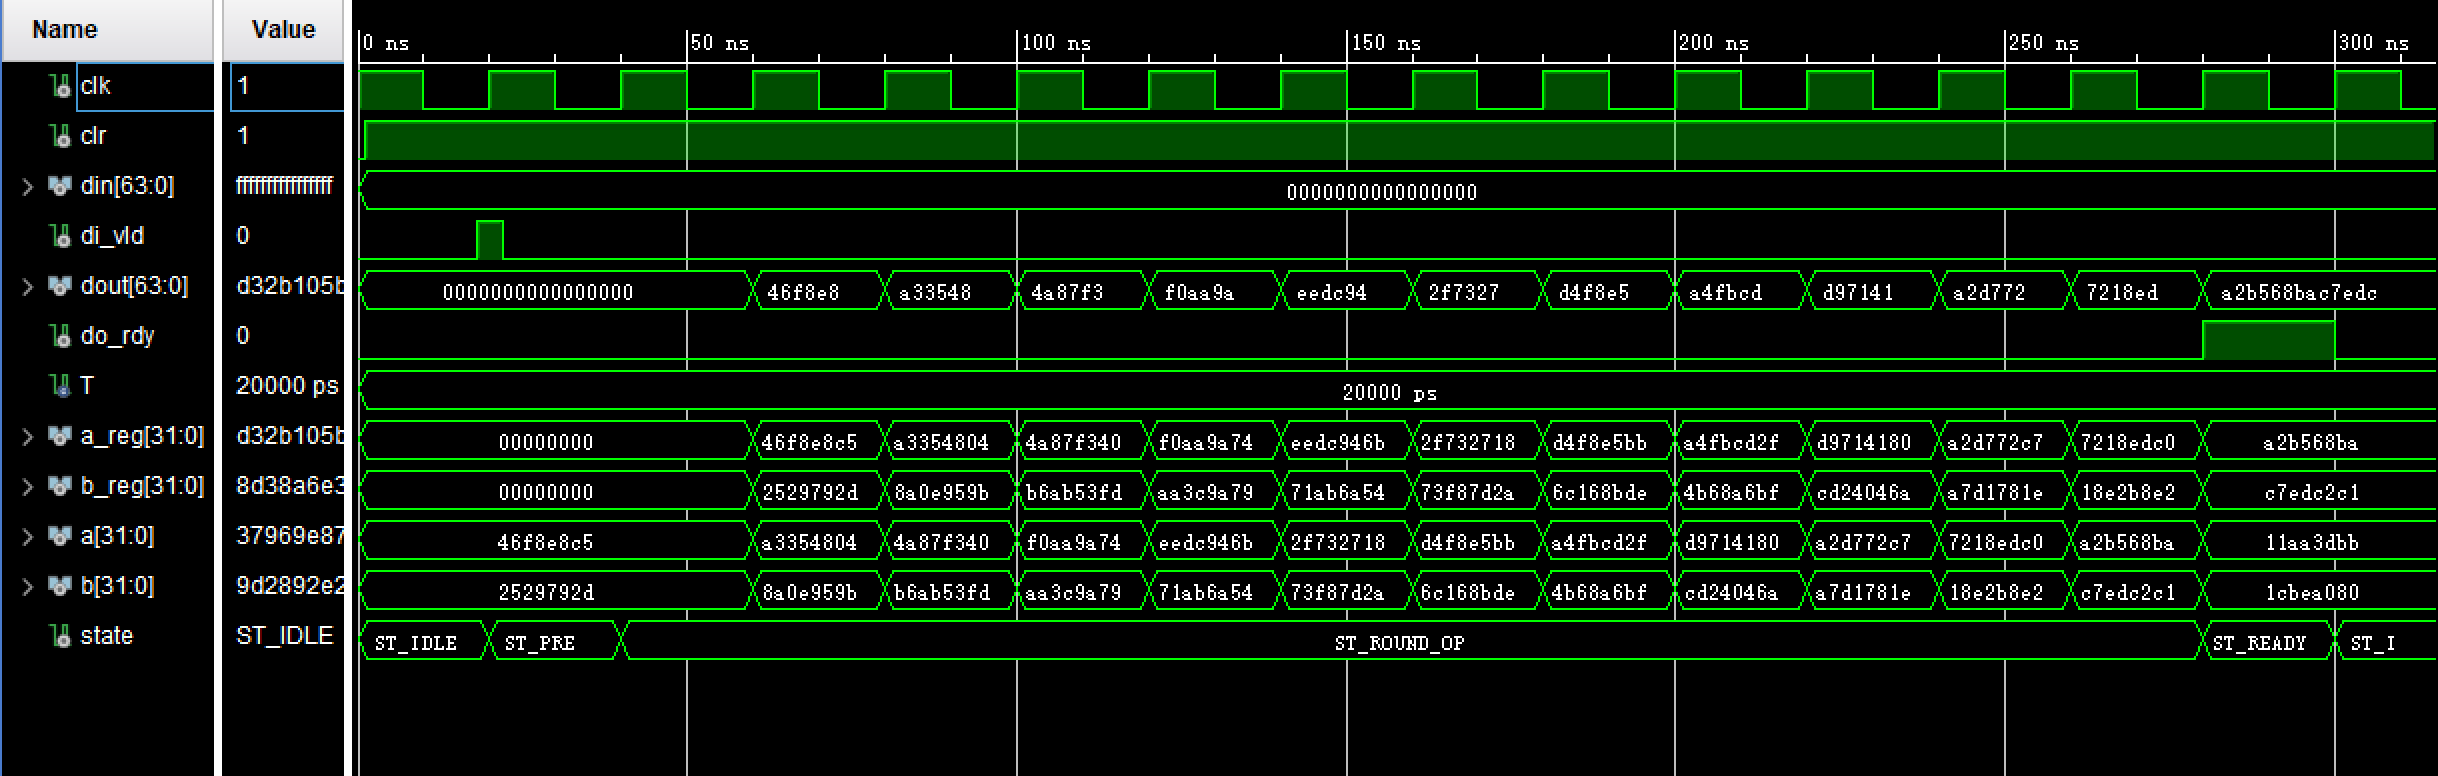 Name Value
0 ns 50 ns 100 ns 150 ns 200 ns 250 ns 300 ns
clk 1
clr 1
din[63:0] ffffffffffffffff 0000000000000000
di_vld 0
dout[63:0] d32b105b 0000000000000000 46f8e8 a33548 4a87f3 f0aa9a eedc94 2f7327 d4f8e5 a4fbcd d97141 a2d772 7218ed a2b568bac7edc
do_rdy 0
T 20000 ps 20000 ps
a_reg[31:0] d32b105b 00000000 46f8e8c5 a3354804 4a87f340 f0aa9a74 eedc946b 2f732718 d4f8e5bb a4fbcd2f d9714180 a2d772c7 7218edc0 a2b568ba
b_reg[31:0] 8d38a6e3 00000000 2529792d 8a0e959b b6ab53fd aa3c9a79 71ab6a54 73f87d2a 6c168bde 4b68a6bf cd24046a a7d1781e 18e2b8e2 c7edc2c1
a[31:0] 37969e87 46f8e8c5 a3354804 4a87f340 f0aa9a74 eedc946b 2f732718 d4f8e5bb a4fbcd2f d9714180 a2d772c7 7218edc0 a2b568ba 11aa3dbb
b[31:0] 9d2892e2 2529792d 8a0e959b b6ab53fd aa3c9a79 71ab6a54 73f87d2a 6c168bde 4b68a6bf cd24046a a7d1781e 18e2b8e2 c7edc2c1 1cbea080
state ST_IDLE ST_IDLE ST_PRE ST_ROUND_OP ST_READY ST_I